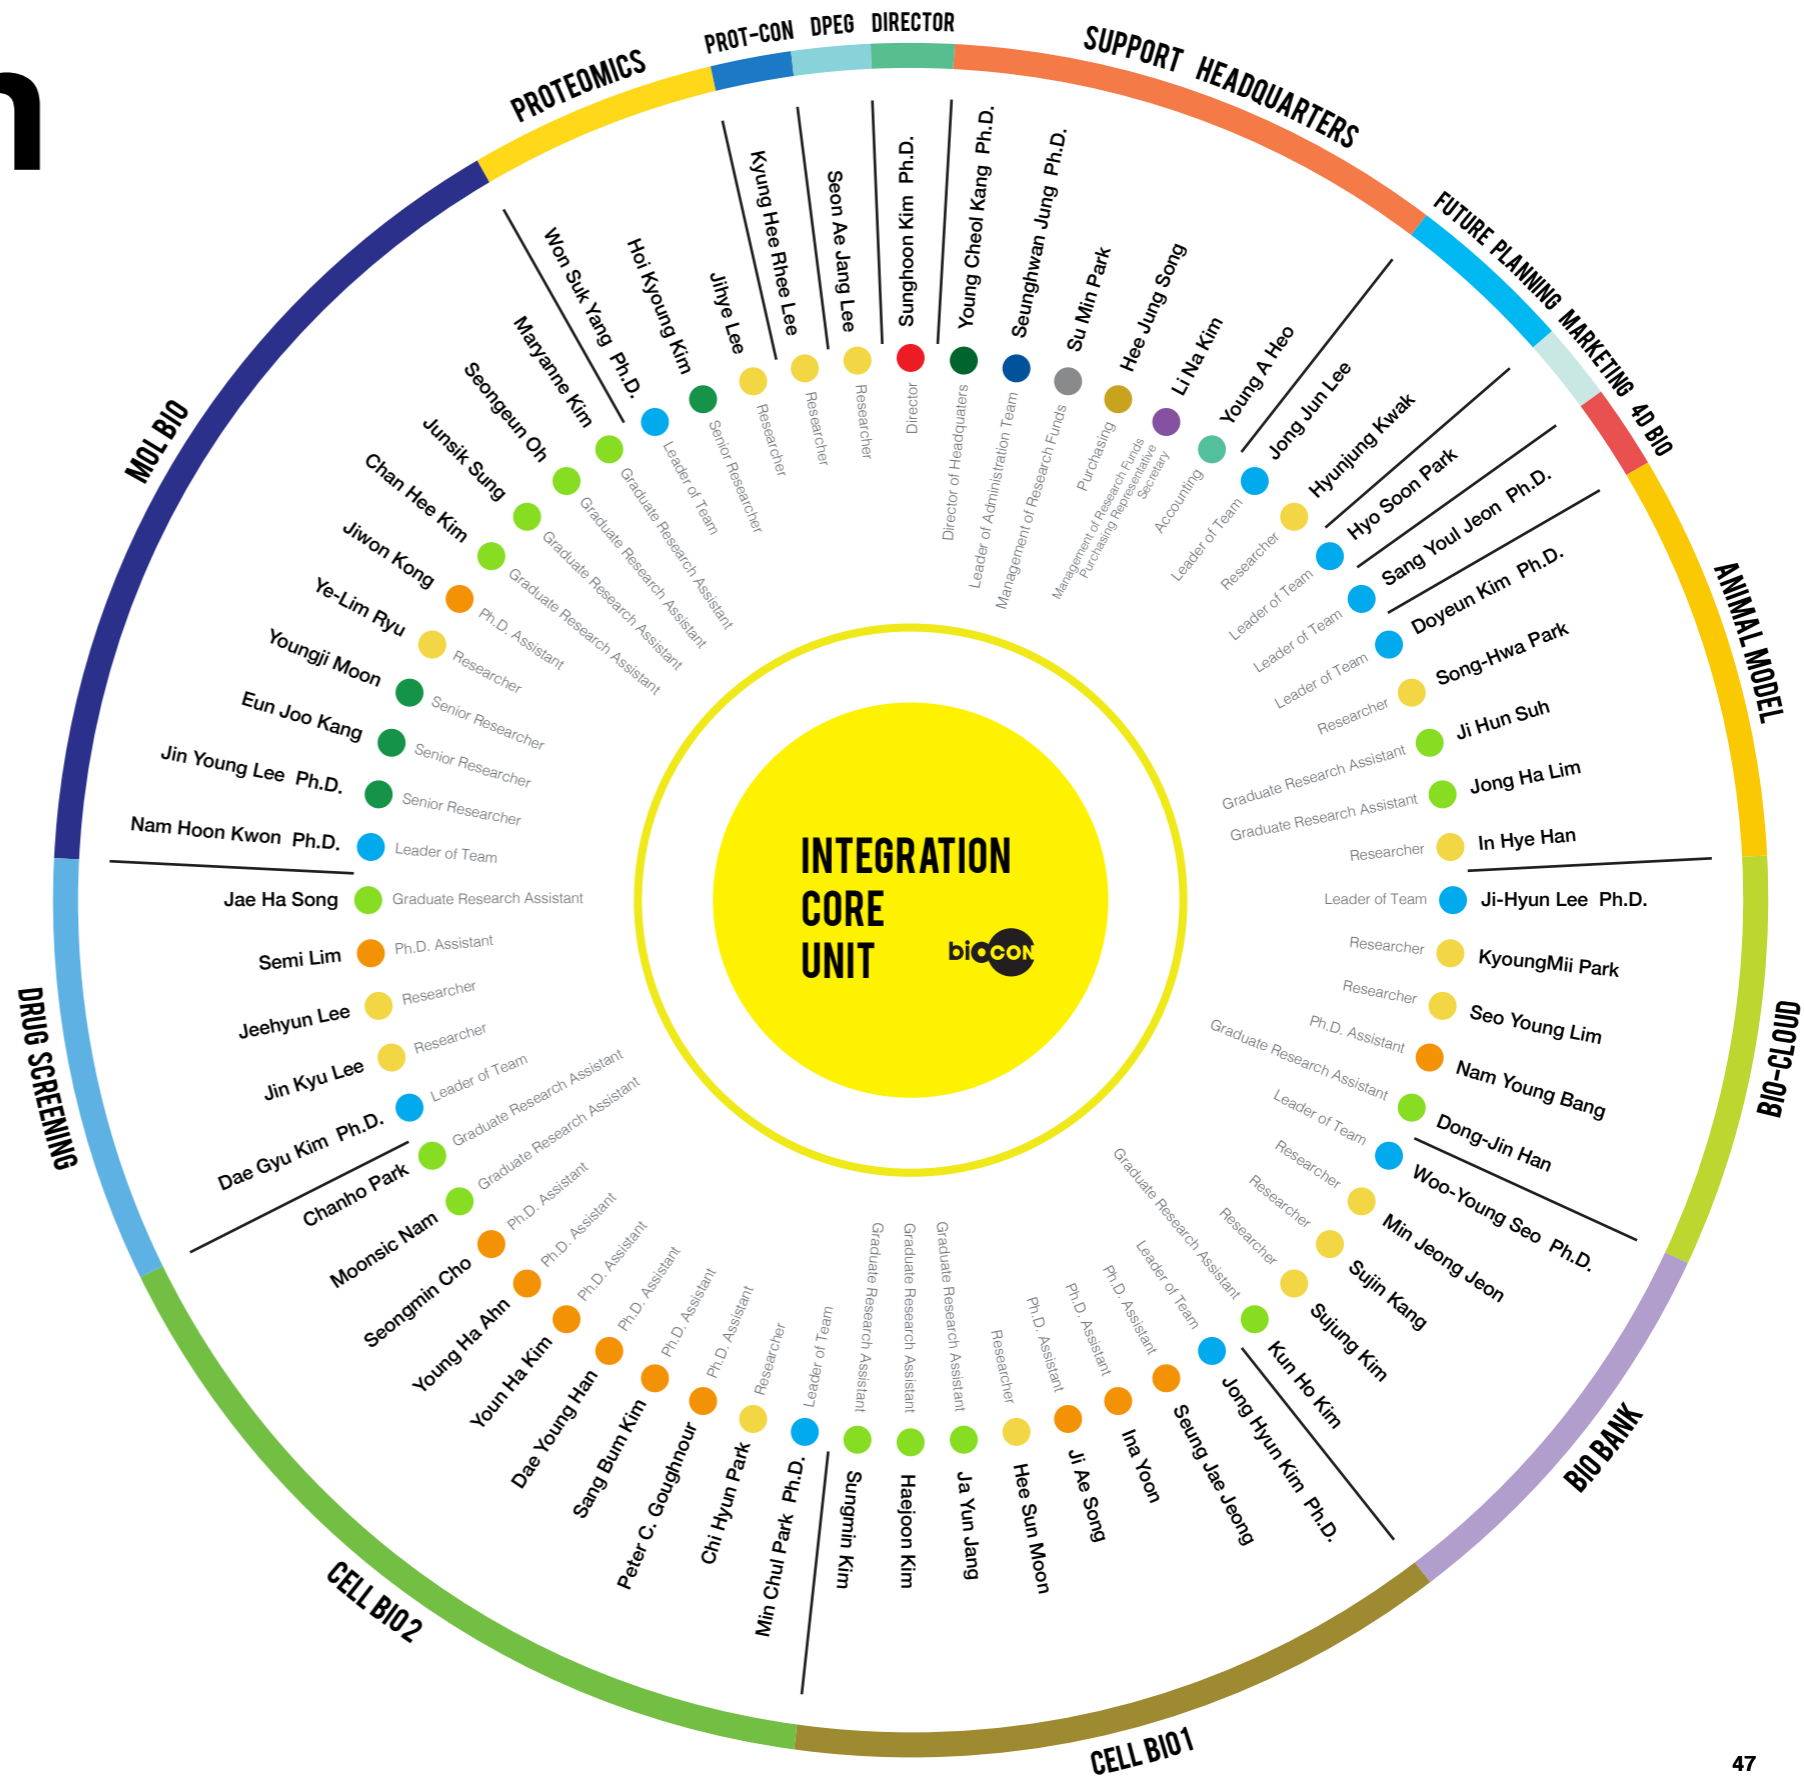 n
PROT-CON
DPEG
DIRECTOR
SUPPORT HEADQUARTERS
FUTURE PLANNING
MARKETING
4D BIO
ANIMAL MODEL
BIO-CLOUD
BIO BANK
CELL BIO1
CELL BIO2
DRUG SCREENING
MOL BIO
PROTEOMICS
INTEGRATION
CORE
UNIT
biocon
Sunghoon Kim Ph.D.
Director
Young Cheol Kang Ph.D.
Director of Headquaters
Seunghwan Jung Ph.D.
Leader of Administration Team
Su Min Park
Management of Research Funds
Hee Jung Song
Purchasing
Li Na Kim
Management of Research Funds
Purchasing Representative
Secretary
Young A Heo
Accounting
Jong Jun Lee
Leader of Team
Hyunjung Kwak
Researcher
Hyo Soon Park
Leader of Team
Sang Youl Jeon Ph.D.
Leader of Team
Doyeun Kim Ph.D.
Leader of Team
Song-Hwa Park
Researcher
Ji Hun Suh
Graduate Research Assistant
Jong Ha Lim
Graduate Research Assistant
In Hye Han
Researcher
Ji-Hyun Lee Ph.D.
Leader of Team
KyoungMii Park
Researcher
Seo Young Lim
Researcher
Nam Young Bang
Ph.D. Assistant
Dong-Jin Han
Graduate Research Assistant
Woo-Young Seo Ph.D.
Leader of Team
Min Jeong Jeon
Researcher
Sujin Kang
Researcher
Sujung Kim
Researcher
Kun Ho Kim
Graduate Research Assistant
Jong Hyun Kim Ph.D.
Leader of Team
Seung Jae Jeong
Ph.D. Assistant
Ina Yoon
Ph.D. Assistant
Ji Ae Song
Ph.D. Assistant
Hee Sun Moon
Researcher
Ja Yun Jang
Graduate Research Assistant
Haejoon Kim
Graduate Research Assistant
Sungmin Kim
Graduate Research Assistant
Min Chul Park Ph.D.
Leader of Team
Chi Hyun Park
Researcher
Peter C. Goughnour
Ph.D. Assistant
Sang Bum Kim
Ph.D. Assistant
Dae Young Han
Ph.D. Assistant
Youn Ha Kim
Ph.D. Assistant
Young Ha Ahn
Ph.D. Assistant
Seongmin Cho
Ph.D. Assistant
Moonsic Nam
Graduate Research Assistant
Chanho Park
Graduate Research Assistant
Dae Gyu Kim Ph.D.
Leader of Team
Jin Kyu Lee
Researcher
Jeehyun Lee
Researcher
Semi Lim
Ph.D. Assistant
Jae Ha Song
Graduate Research Assistant
Nam Hoon Kwon Ph.D.
Leader of Team
Jin Young Lee Ph.D.
Senior Researcher
Eun Joo Kang
Senior Researcher
Youngji Moon
Senior Researcher
Ye-Lim Ryu
Researcher
Jiwon Kong
Ph.D. Assistant
Chan Hee Kim
Graduate Research Assistant
Junsik Sung
Graduate Research Assistant
Seongeun Oh
Graduate Research Assistant
Maryanne Kim
Graduate Research Assistant
Won Suk Yang Ph.D.
Leader of Team
Hoi Kyoung Kim
Senior Researcher
Jihye Lee
Researcher
Kyung Hee Rhee Lee
Researcher
Seon Ae Jang Lee
Researcher
47